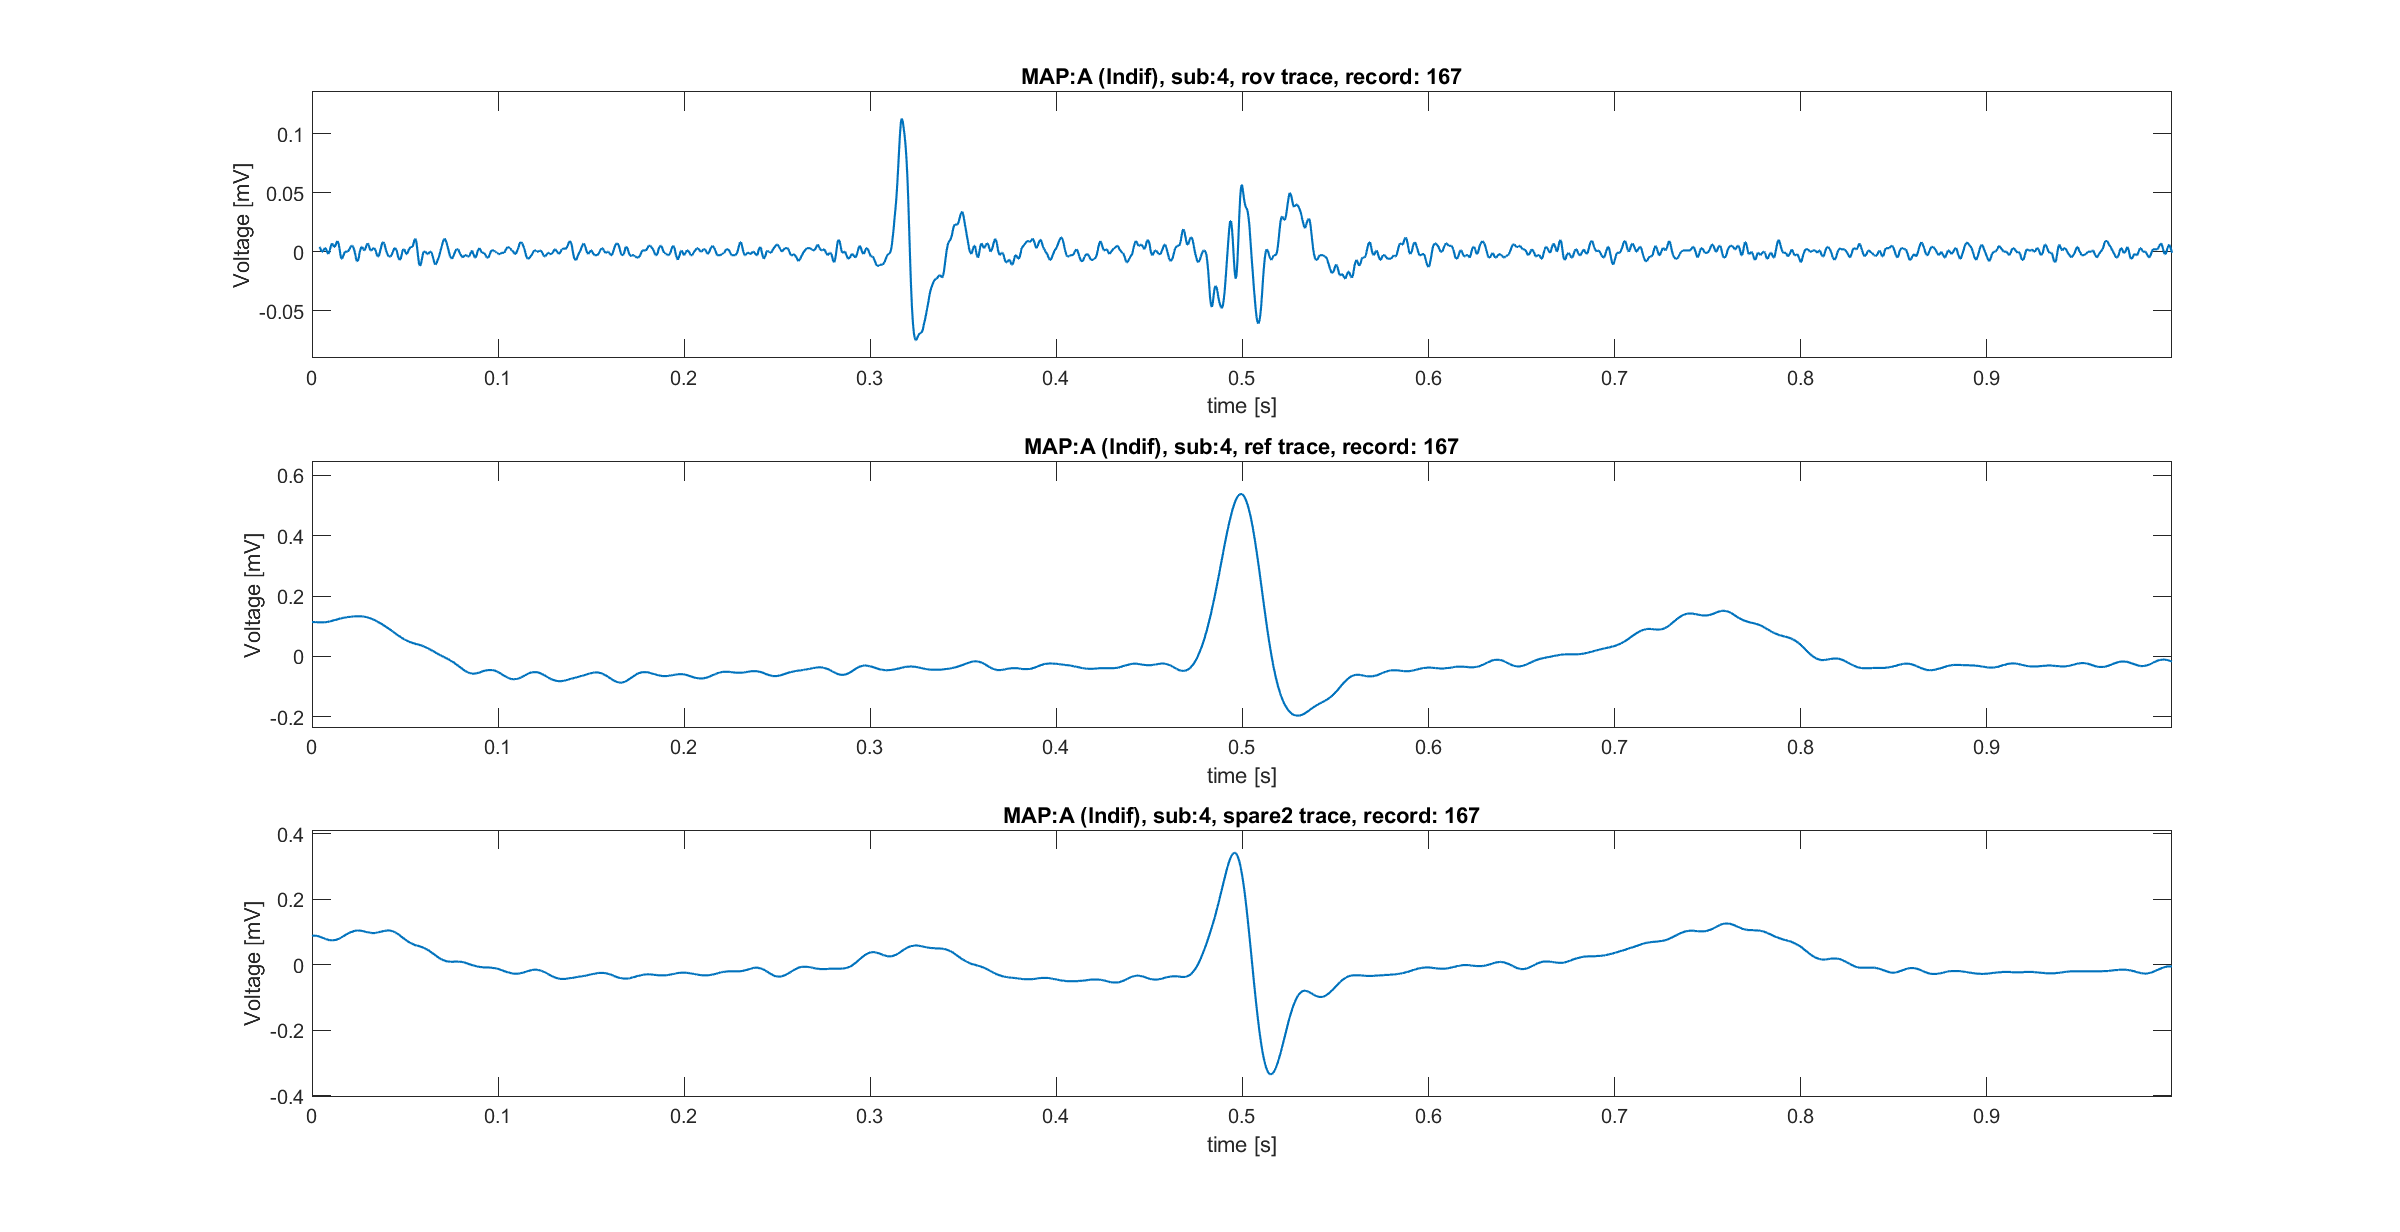 MAP:A (Indif), sub:4, rov trace, record: 167
Voltage [mV]
0.1
0.05
0
-0.05
0 0.1 0.2 0.3 0.4 0.5 0.6 0.7 0.8 0.9
time [s]
MAP:A (Indif), sub:4, ref trace, record: 167
Voltage [mV]
0.6
0.4
0.2
0
-0.2
0 0.1 0.2 0.3 0.4 0.5 0.6 0.7 0.8 0.9
time [s]
MAP:A (Indif), sub:4, spare2 trace, record: 167
Voltage [mV]
0.4
0.2
0
-0.2
-0.4
0 0.1 0.2 0.3 0.4 0.5 0.6 0.7 0.8 0.9
time [s]